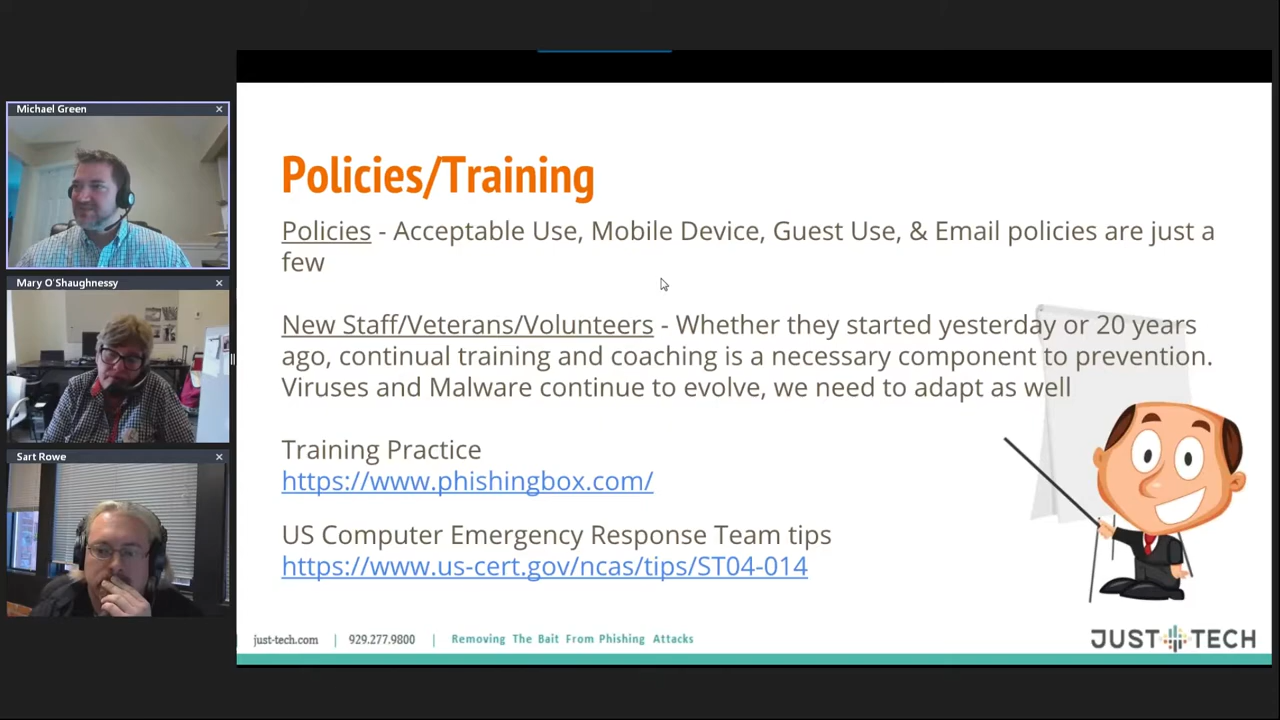 Michael Green
Mary O'Shaughnessy
Sart Rowe
Policies/Training
Policies - Acceptable Use, Mobile Device, Guest Use, & Email policies are just a
few
New Staff/Veterans/Volunteers - Whether they started yesterday or 20 years
ago, continual training and coaching is a necessary component to prevention.
Viruses and Malware continue to evolve, we need to adapt as well
Training Practice
https://www.phishingbox.com/
US Computer Emergency Response Team tips
https://www.us-cert.gov/ncas/tips/ST04-014
just-tech.com | 929.277.9800 | Removing The Bait From Phishing Attacks
JUST TECH